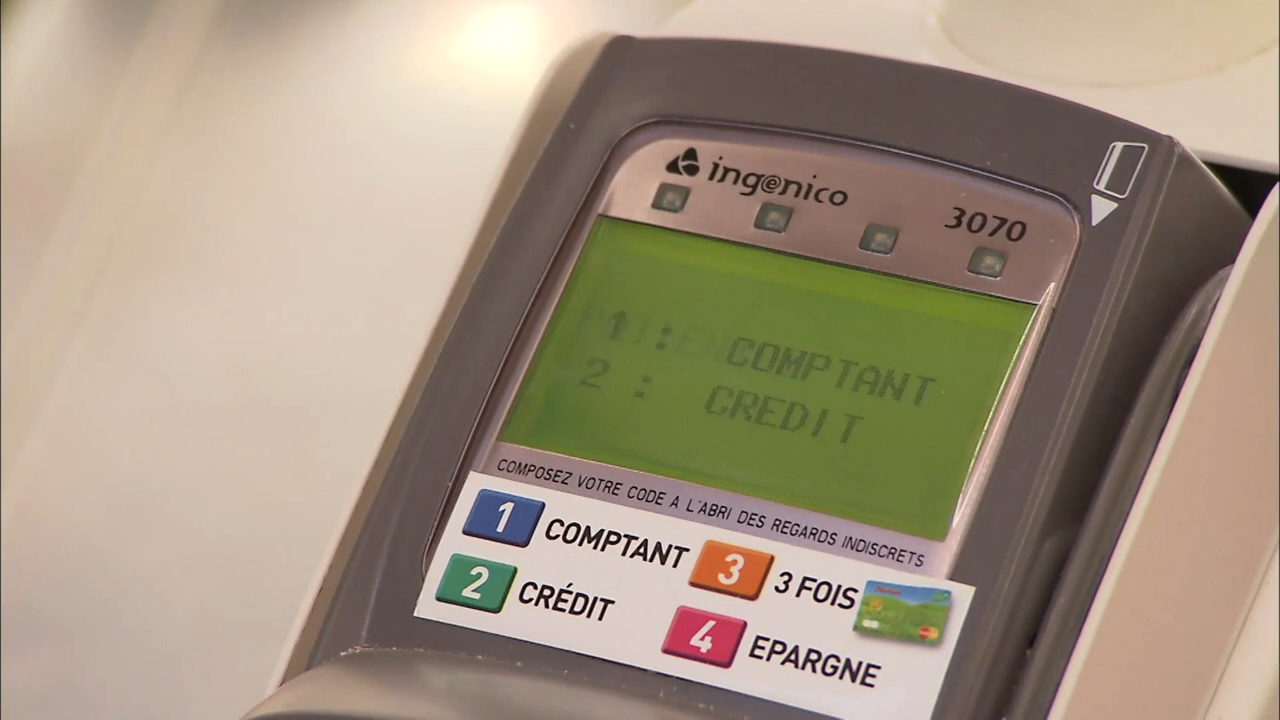 ingenico
3070
1 : COMPTANT
2 : CREDIT
COMPOSEZ VOTRE CODE A L'ABRI DES REGARDS INDISCRETS
1 COMPTANT
3 3 FOIS
2 CRÉDIT
4 EPARGNE